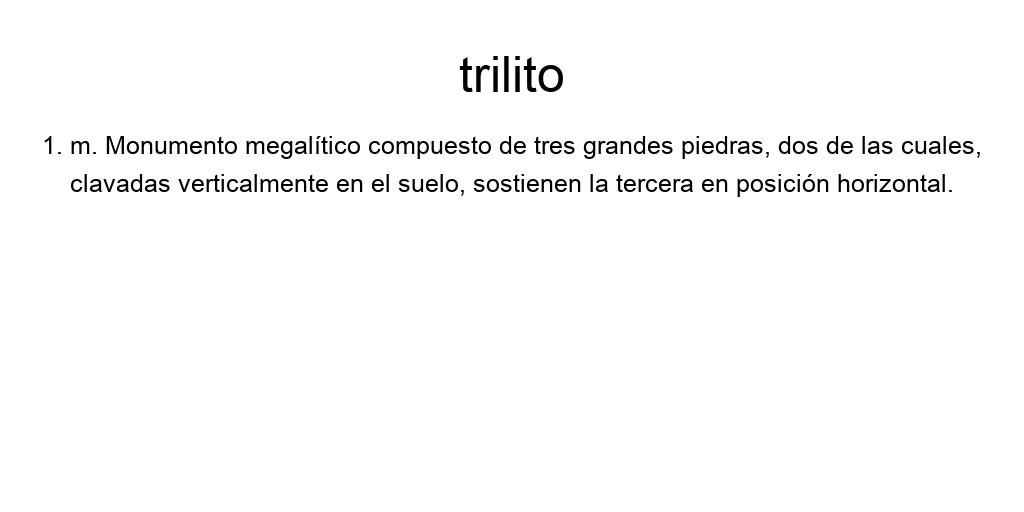 trilito
1. m. Monumento megalítico compuesto de tres grandes piedras, dos de las cuales,
clavadas verticalmente en el suelo, sostienen la tercera en posición horizontal.